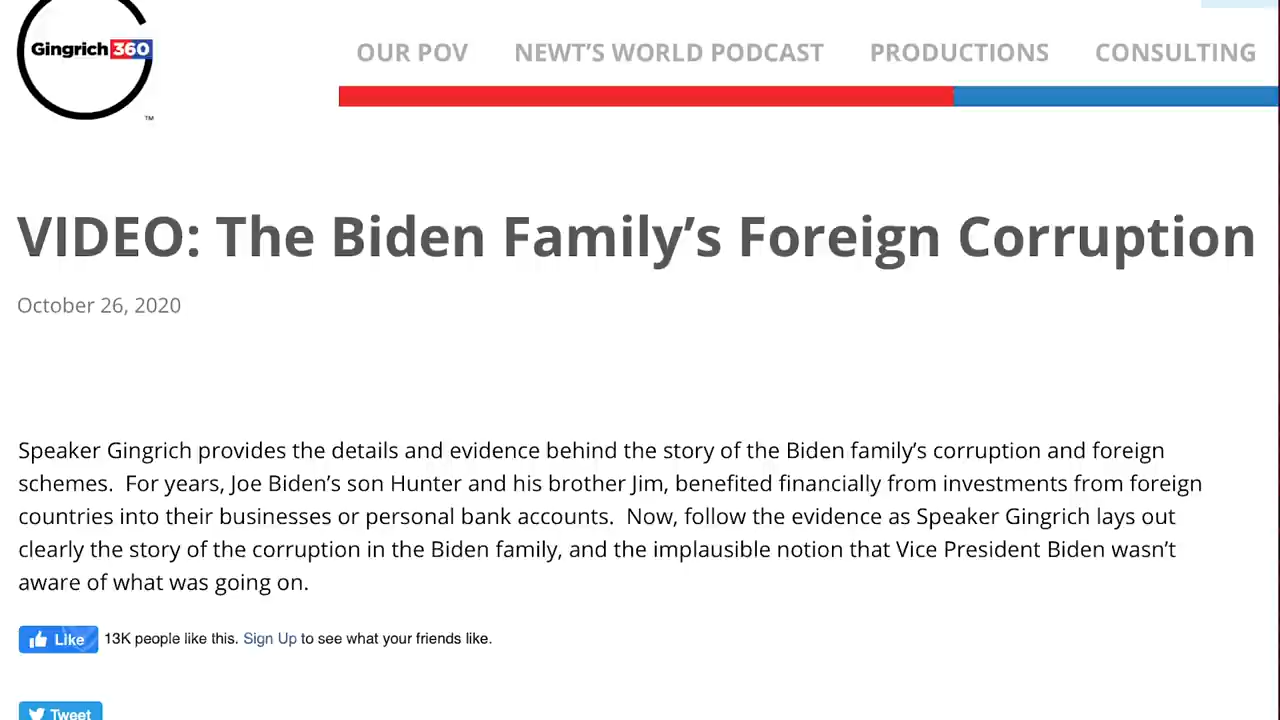 Gingrich 360
™
OUR POV NEWT'S WORLD PODCAST PRODUCTIONS CONSULTING
VIDEO: The Biden Family's Foreign Corruption
October 26, 2020
Speaker Gingrich provides the details and evidence behind the story of the Biden family's corruption and foreign
schemes.  For years, Joe Biden's son Hunter and his brother Jim, benefited financially from investments from foreign
countries into their businesses or personal bank accounts.  Now, follow the evidence as Speaker Gingrich lays out
clearly the story of the corruption in the Biden family, and the implausible notion that Vice President Biden wasn't
aware of what was going on.
Like 13K people like this. Sign Up to see what your friends like.
Tweet